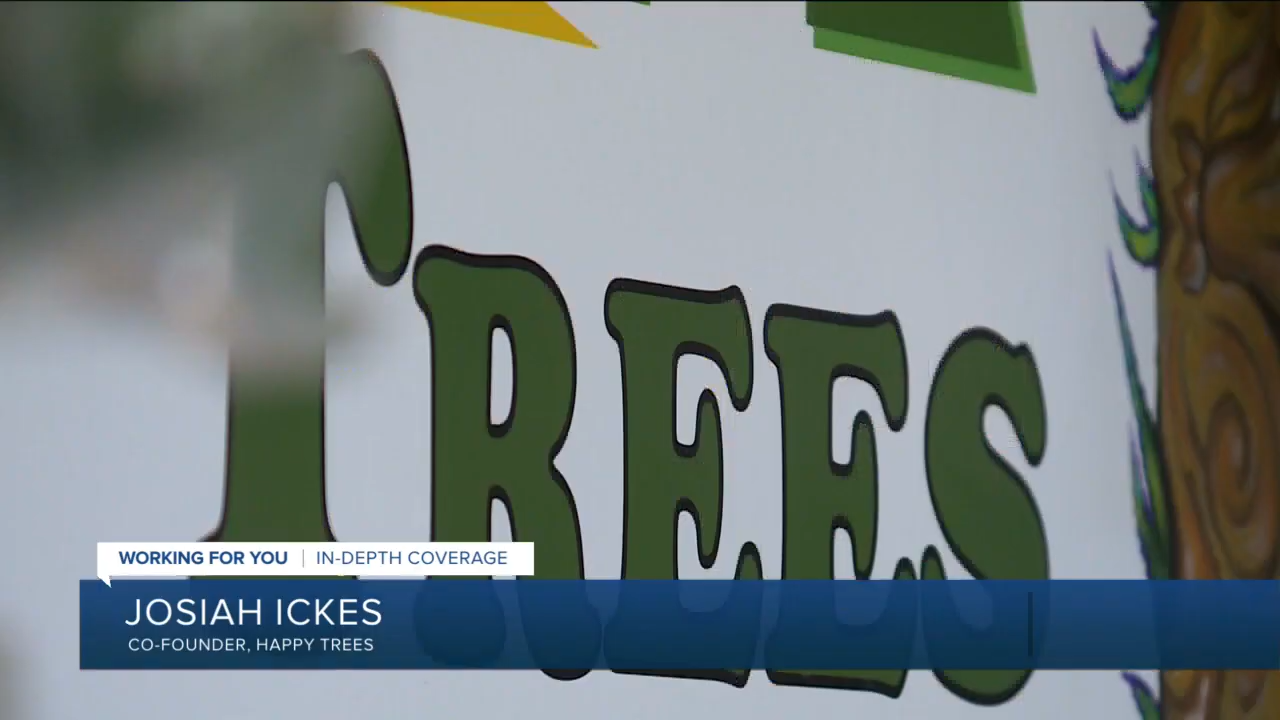 TREES
WORKING FOR YOU | IN-DEPTH COVERAGE
JOSIAH ICKES
CO-FOUNDER, HAPPY TREES